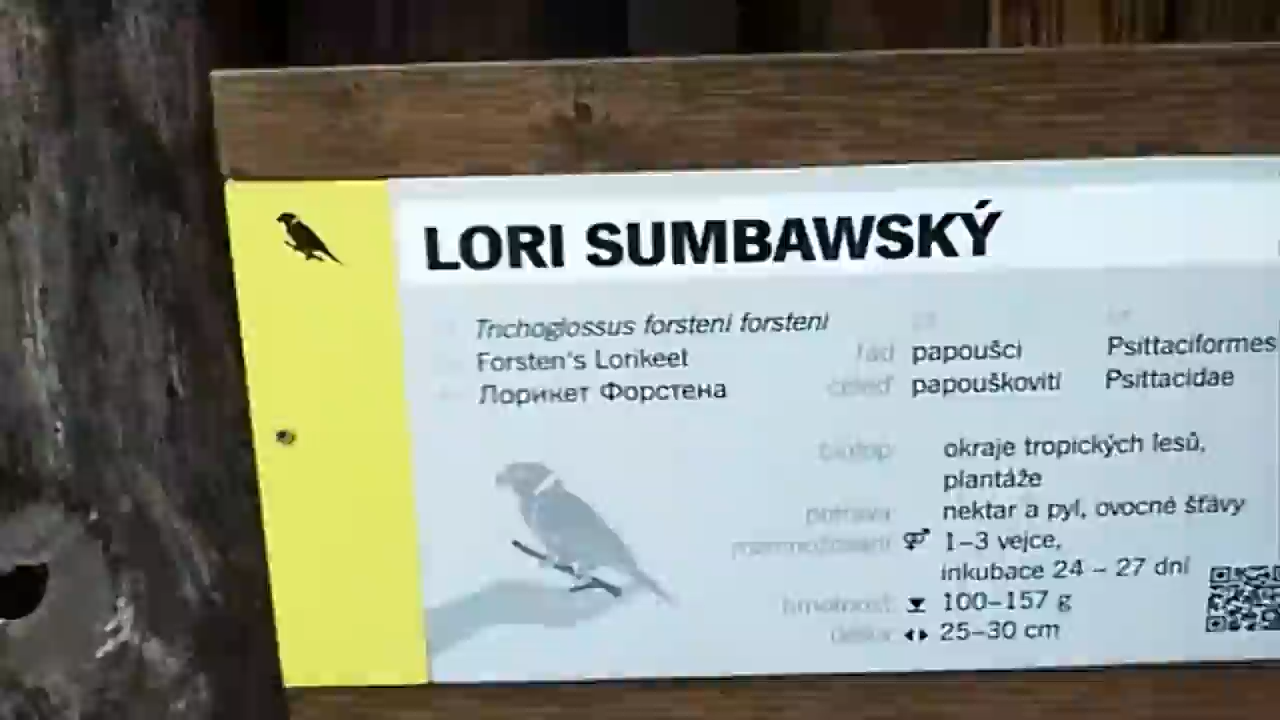 LORI SUMBAWSKÝ
Trichoglossus forsteni forsteni
Forsten's Lorikeet
Лорикет Форстена
řád papoušci Psittaciformes
čeleď papouškovití Psittacidae
biotop okraje tropických lesů,
plantáže
potrava nektar a pyl, ovocné šťávy
rozmnožování 1–3 vejce,
inkubace 24 – 27 dní
hmotnost 100–157 g
délka 25–30 cm